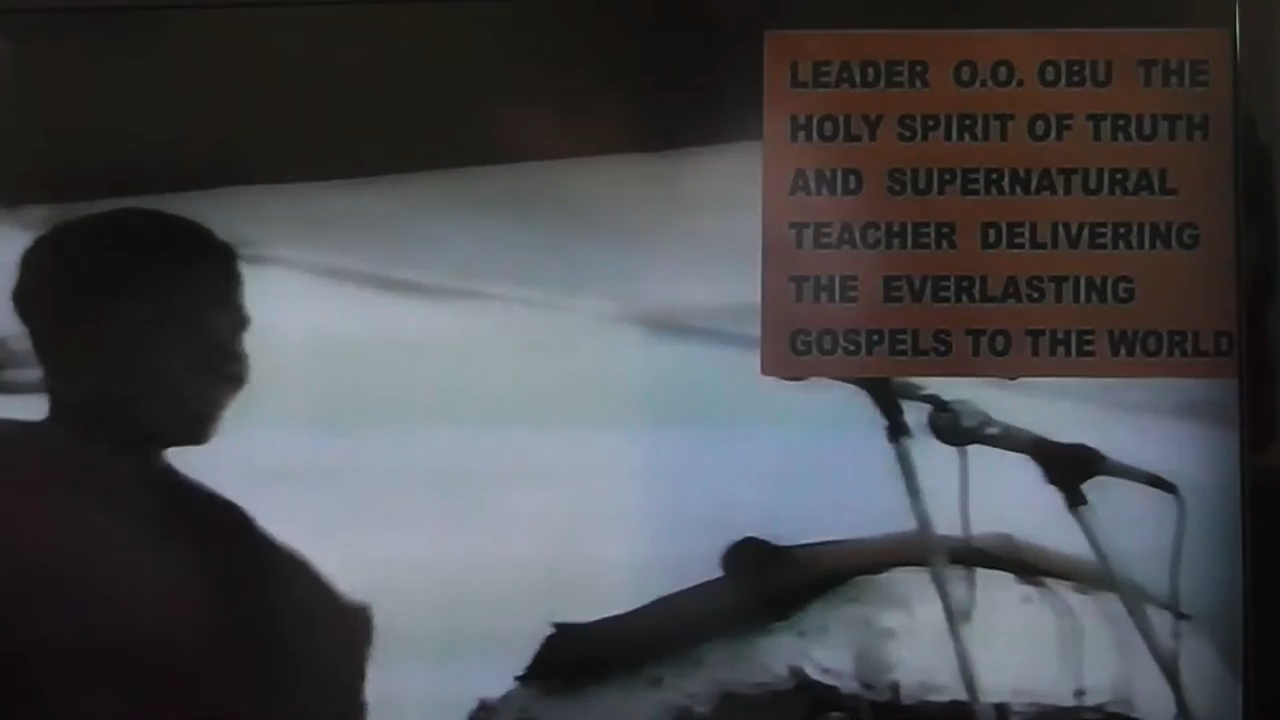 LEADER O.O. OBU THE
HOLY SPIRIT OF TRUTH
AND SUPERNATURAL
TEACHER DELIVERING
THE EVERLASTING
GOSPELS TO THE WORLD